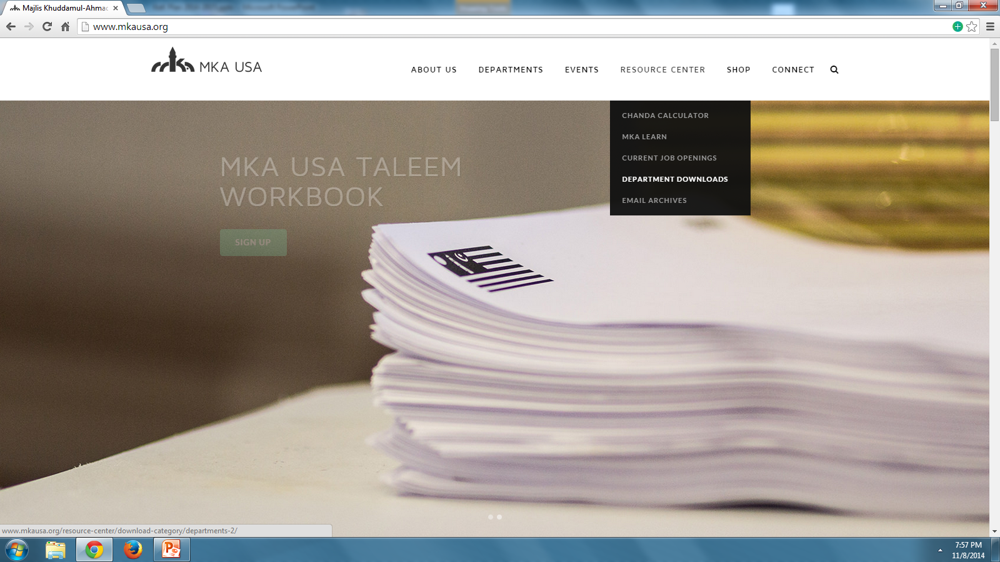 Majlis Khuddamul-Ahmad
www.mkausa.org
MKA USA
ABOUT US
DEPARTMENTS
EVENTS
RESOURCE CENTER
SHOP
CONNECT
CHANDA CALCULATOR
MKA LEARN
CURRENT JOB OPENINGS
DEPARTMENT DOWNLOADS
EMAIL ARCHIVES
MKA USA TALEEM
WORKBOOK
SIGN UP
www.mkausa.org/resource-center/download-category/departments-2/
7:57 PM
11/8/2014